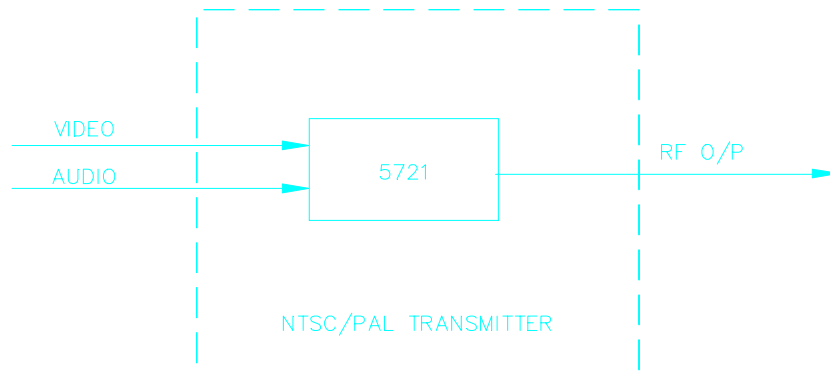 VIDEO
AUDIO
5721
RF O/P
NTSC/PAL TRANSMITTER